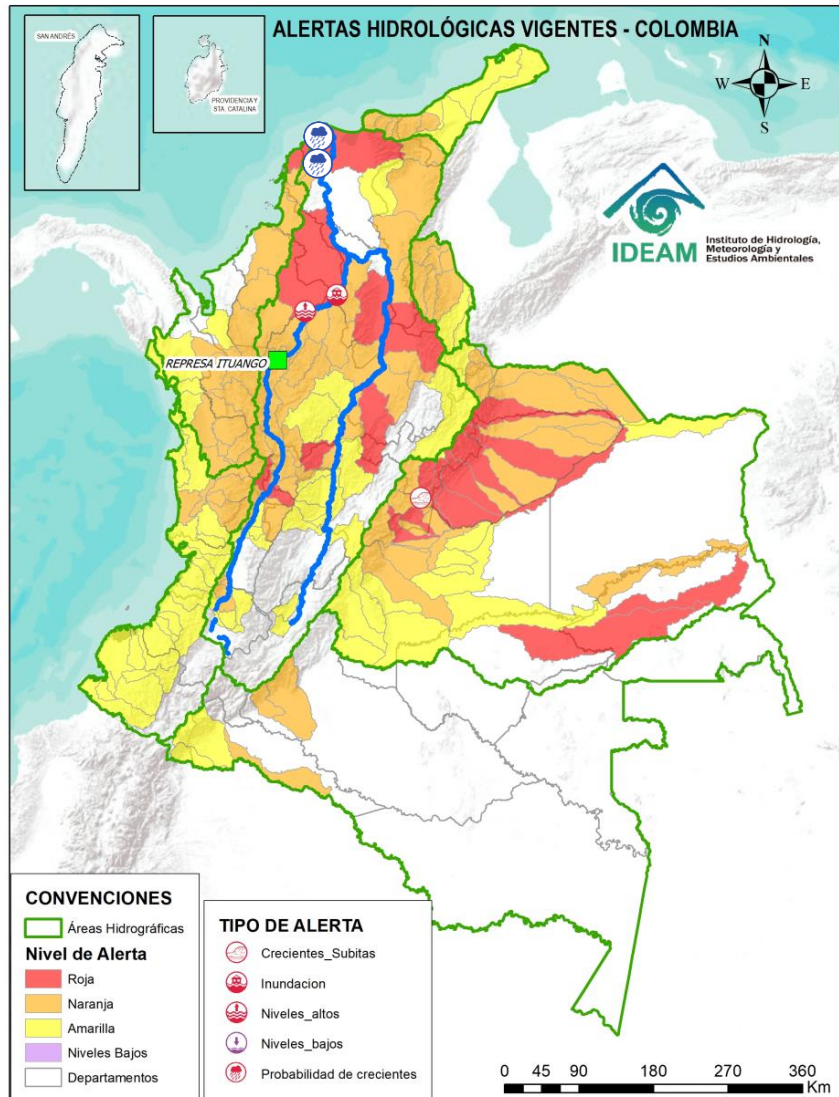 ALERTAS HIDROLÓGICAS VIGENTES - COLOMBIA
SAN ANDRÉS
PROVIDENCIA Y
STA. CATALINA
N
W
E
S
IDEAM
Instituto de Hidrología,
Meteorología y
Estudios Ambientales
REPRESA ITUANGO
CONVENCIONES
Áreas Hidrográficas
Nivel de Alerta
Roja
Naranja
Amarilla
Niveles Bajos
Departamentos
TIPO DE ALERTA
Crecientes_Subitas
Inundacion
Niveles_altos
Niveles_bajos
Probabilidad de crecientes
0 45 90 180 270 360
Km